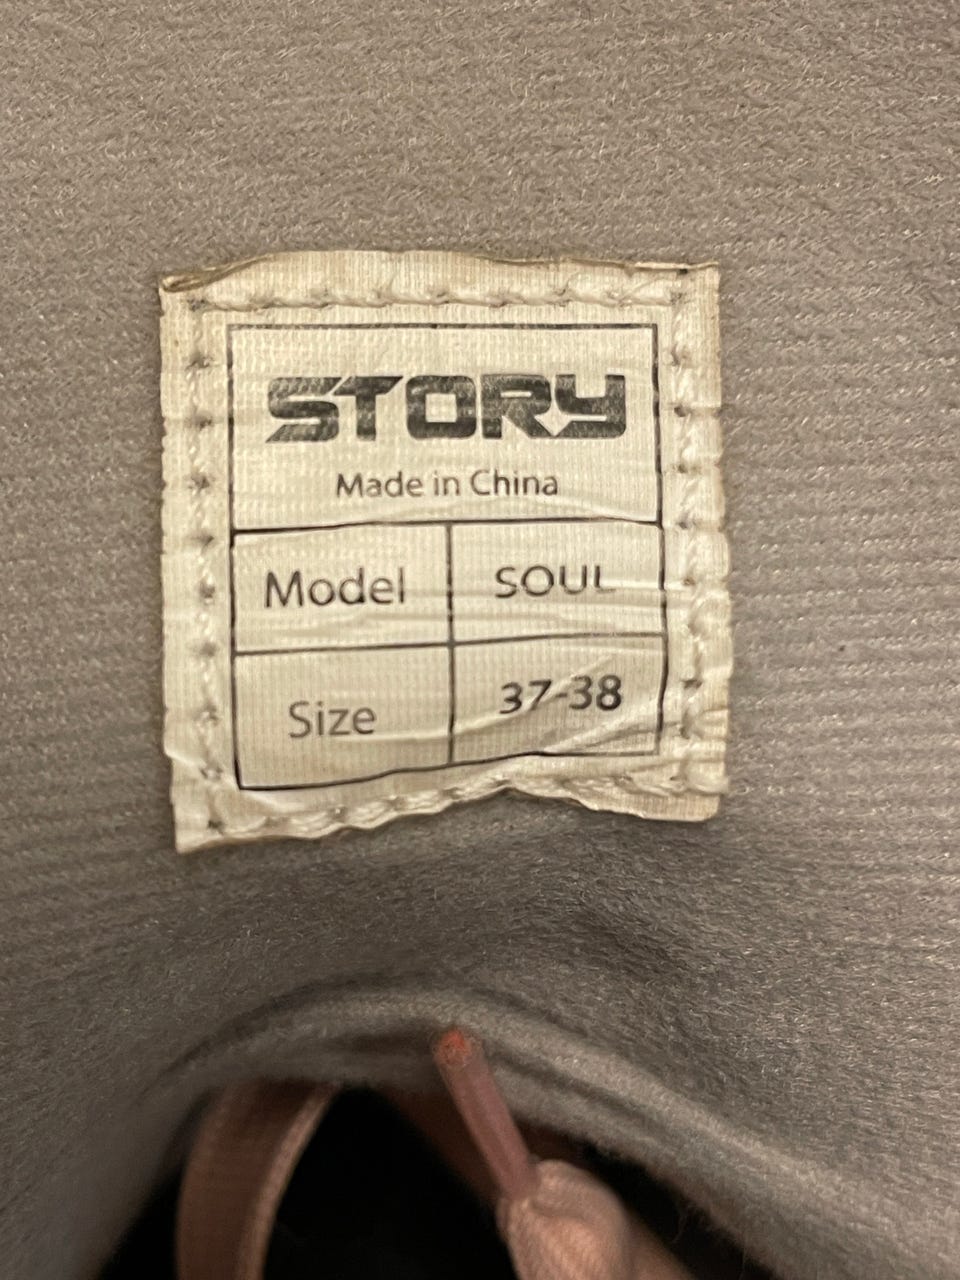 STORY
Made in China
Model SOUL
Size 37-38